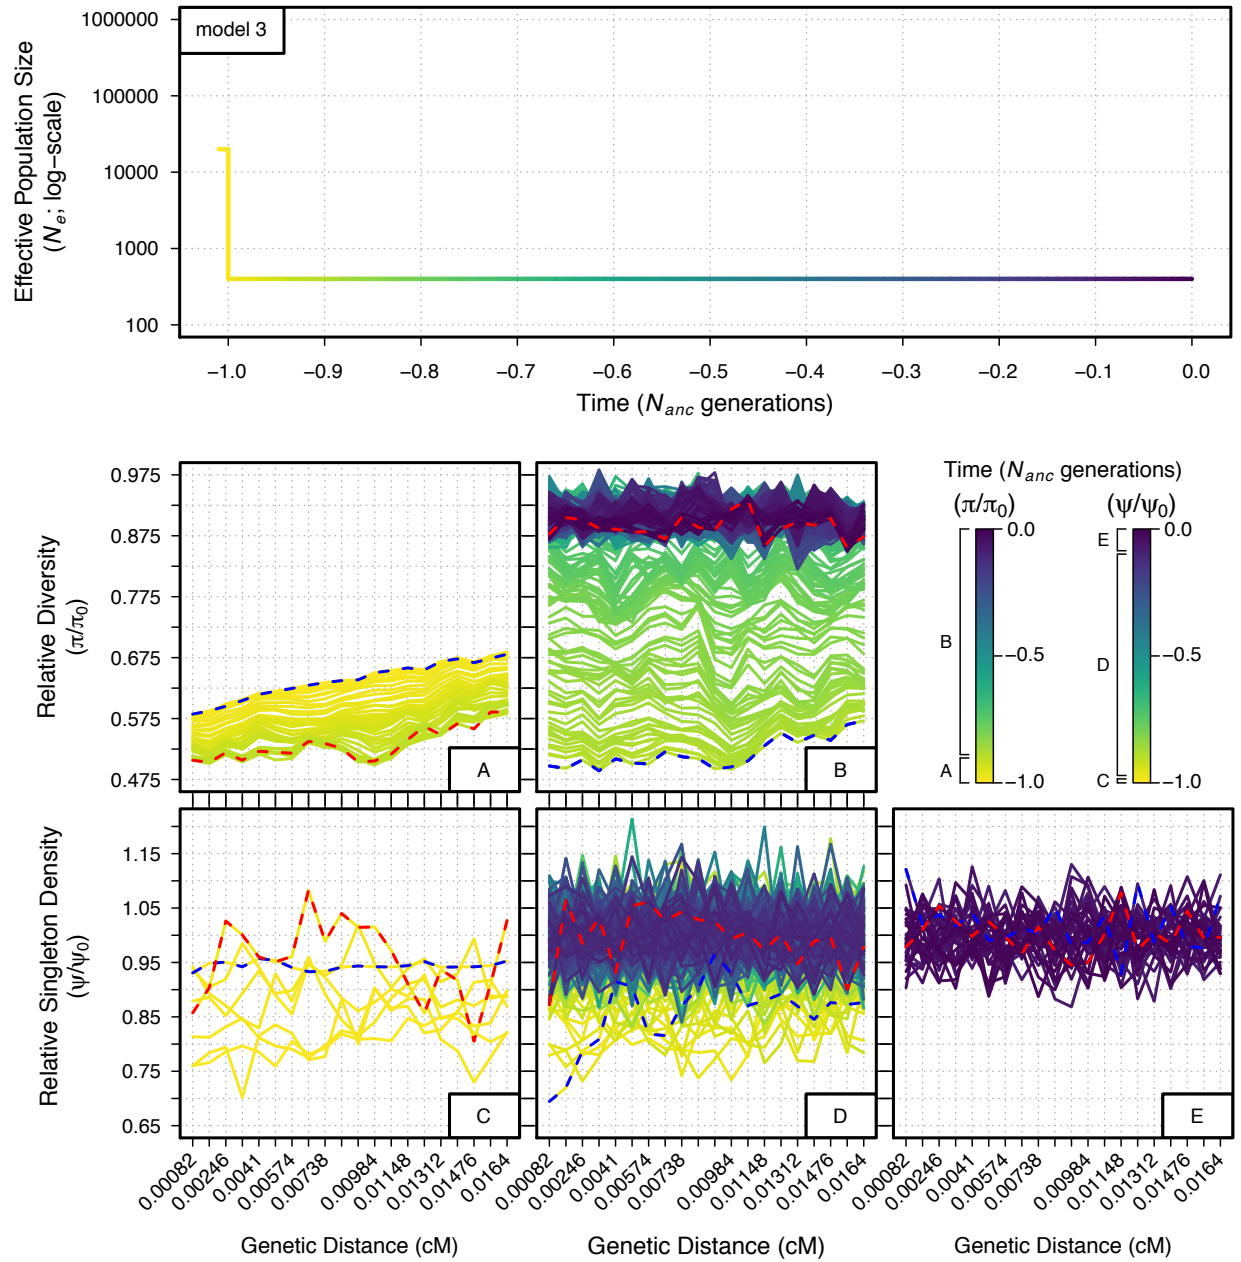 model 3
Effective Population Size
(Ne; log−scale)
1000000
100000
10000
1000
100
−1.0 −0.9 −0.8 −0.7 −0.6 −0.5 −0.4 −0.3 −0.2 −0.1 0.0
Time (Nanc generations)
Relative Diversity
(π/π0)
0.975
0.875
0.775
0.675
0.575
0.475
A
B
Time (Nanc generations)
(π/π0) (ψ/ψ0)
0.0
−0.5
−1.0
B
A
0.0
−0.5
−1.0
E
D
C
Relative Singleton Density
(ψ/ψ0)
1.15
1.05
0.95
0.85
0.75
0.65
C
D
E
0.00082 0.00246 0.0041 0.00574 0.00738 0.00984 0.01148 0.01312 0.01476 0.0164
0.00082 0.00246 0.0041 0.00574 0.00738 0.00984 0.01148 0.01312 0.01476 0.0164
0.00082 0.00246 0.0041 0.00574 0.00738 0.00984 0.01148 0.01312 0.01476 0.0164
Genetic Distance (cM)
Genetic Distance (cM)
Genetic Distance (cM)